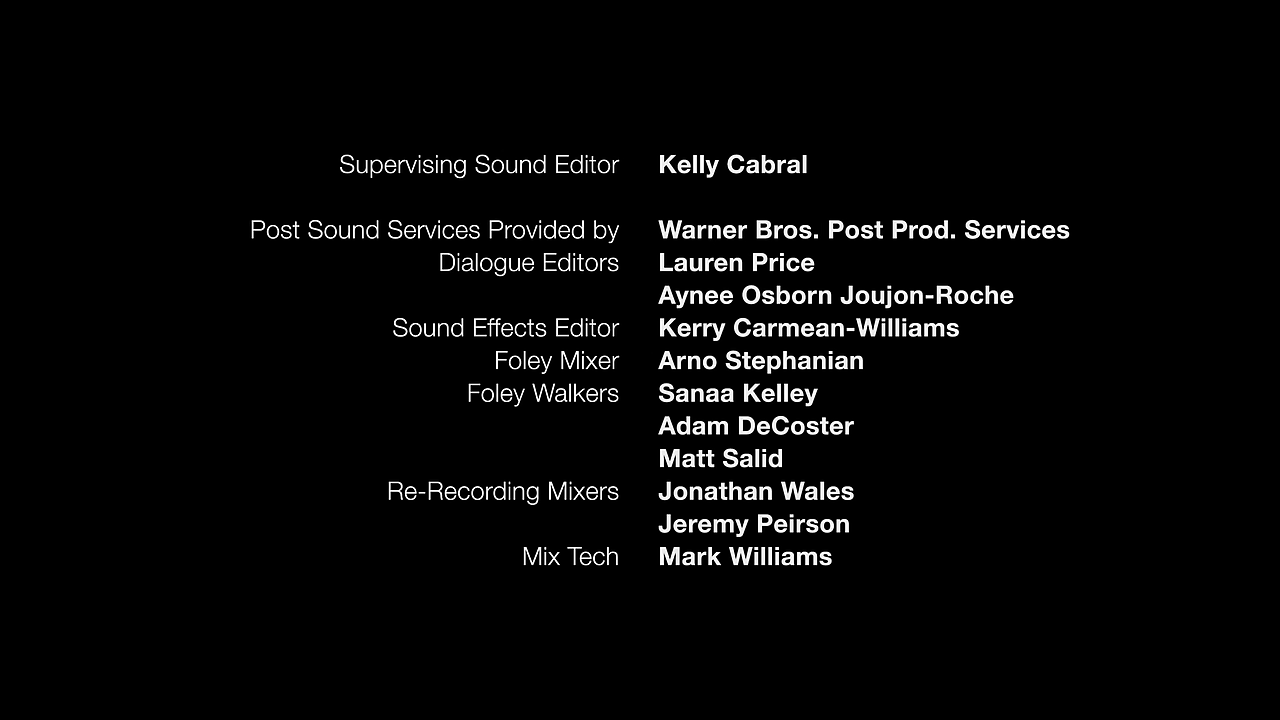 Supervising Sound Editor Kelly Cabral
Post Sound Services Provided by Warner Bros. Post Prod. Services
Dialogue Editors Lauren Price
Aynee Osborn Joujon-Roche
Sound Effects Editor Kerry Carmean-Williams
Foley Mixer Arno Stephanian
Foley Walkers Sanaa Kelley
Adam DeCoster
Matt Salid
Re-Recording Mixers Jonathan Wales
Jeremy Peirson
Mix Tech Mark Williams